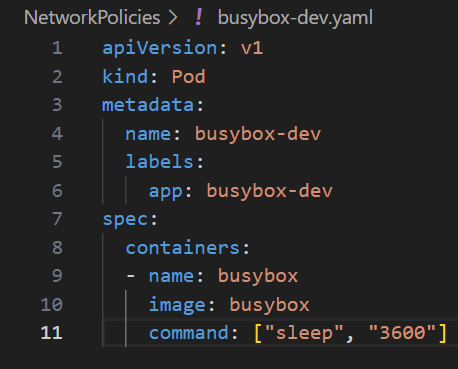 NetworkPolicies > ! busybox-dev.yaml
1 apiVersion: v1
2 kind: Pod
3 metadata:
4   name: busybox-dev
5   labels:
6     app: busybox-dev
7 spec:
8   containers:
9   - name: busybox
10     image: busybox
11     command: ["sleep", "3600"]